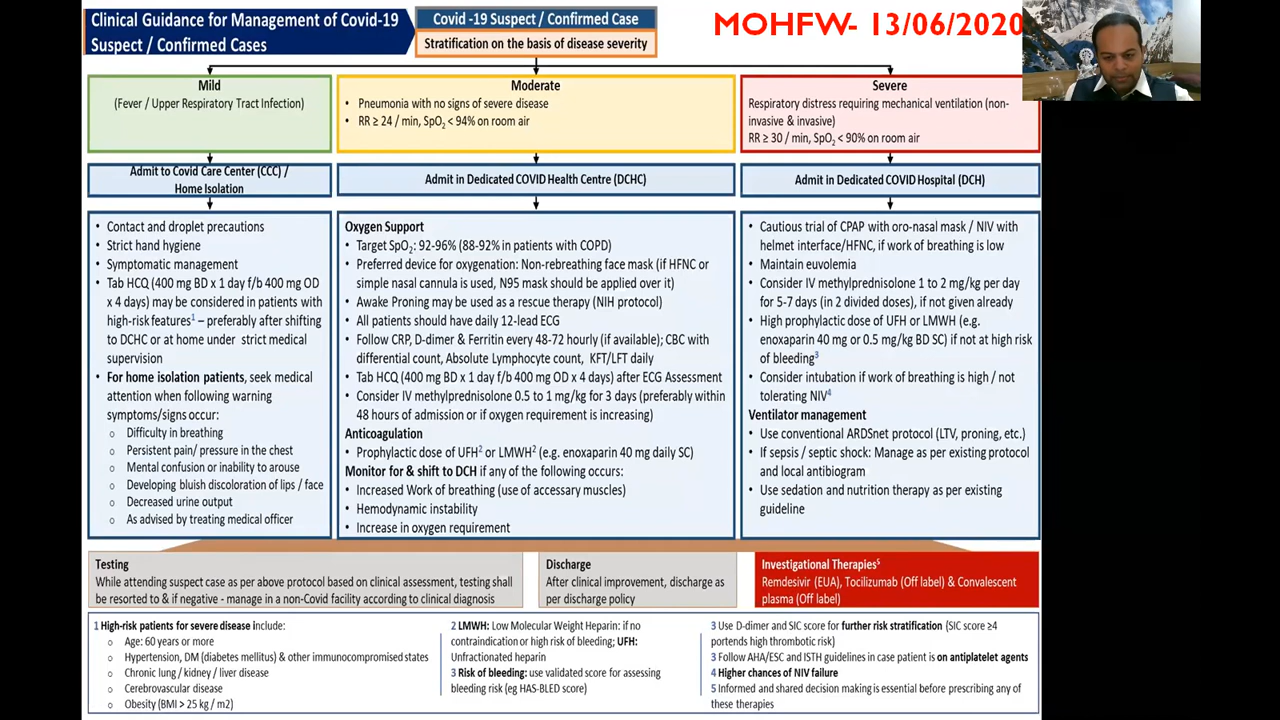 Clinical Guidance for Management of Covid-19
Suspect / Confirmed Cases
Covid -19 Suspect / Confirmed Case
Stratification on the basis of disease severity
MOHFW- 13/06/2020
Mild
(Fever / Upper Respiratory Tract Infection)
Moderate
• Pneumonia with no signs of severe disease
• RR ≥ 24 / min, SpO2 < 94% on room air
Severe
Respiratory distress requiring mechanical ventilation (non-
invasive & invasive)
RR ≥ 30 / min, SpO2 < 90% on room air
Admit to Covid Care Center (CCC) /
Home Isolation
Admit in Dedicated COVID Health Centre (DCHC)
Admit in Dedicated COVID Hospital (DCH)
• Contact and droplet precautions
• Strict hand hygiene
• Symptomatic management
• Tab HCQ (400 mg BD x 1 day f/b 400 mg OD
x 4 days) may be considered in patients with
high-risk features1 – preferably after shifting
to DCHC or at home under strict medical
supervision
• For home isolation patients, seek medical
attention when following warning
symptoms/signs occur:
o Difficulty in breathing
o Persistent pain/ pressure in the chest
o Mental confusion or inability to arouse
o Developing bluish discoloration of lips / face
o Decreased urine output
o As advised by treating medical officer
Oxygen Support
• Target SpO2: 92-96% (88-92% in patients with COPD)
• Preferred device for oxygenation: Non-rebreathing face mask (if HFNC or
simple nasal cannula is used, N95 mask should be applied over it)
• Awake Proning may be used as a rescue therapy (NIH protocol)
• All patients should have daily 12-lead ECG
• Follow CRP, D-dimer & Ferritin every 48-72 hourly (if available); CBC with
differential count, Absolute Lymphocyte count, KFT/LFT daily
• Tab HCQ (400 mg BD x 1 day f/b 400 mg OD x 4 days) after ECG Assessment
• Consider IV methylprednisolone 0.5 to 1 mg/kg for 3 days (preferably within
48 hours of admission or if oxygen requirement is increasing)
Anticoagulation
• Prophylactic dose of UFH2 or LMWH2 (e.g. enoxaparin 40 mg daily SC)
Monitor for & shift to DCH if any of the following occurs:
• Increased Work of breathing (use of accessary muscles)
• Hemodynamic instability
• Increase in oxygen requirement
• Cautious trial of CPAP with oro-nasal mask / NIV with
helmet interface/HFNC, if work of breathing is low
• Maintain euvolemia
• Consider IV methylprednisolone 1 to 2 mg/kg per day
for 5-7 days (in 2 divided doses), if not given already
• High prophylactic dose of UFH or LMWH (e.g.
enoxaparin 40 mg or 0.5 mg/kg BD SC) if not at high risk
of bleeding3
• Consider intubation if work of breathing is high / not
tolerating NIV4
Ventilator management
• Use conventional ARDSnet protocol (LTV, proning, etc.)
• If sepsis / septic shock: Manage as per existing protocol
and local antibiogram
• Use sedation and nutrition therapy as per existing
guideline
Testing
While attending suspect case as per above protocol based on clinical assessment, testing shall
be resorted to & if negative - manage in a non-Covid facility according to clinical diagnosis
Discharge
After clinical improvement, discharge as
per discharge policy
Investigational Therapies5
Remdesivir (EUA), Tocilizumab (Off label) & Convalescent
plasma (Off label)
1 High-risk patients for severe disease include:
o Age: 60 years or more
o Hypertension, DM (diabetes mellitus) & other immunocompromised states
o Chronic lung / kidney / liver disease
o Cerebrovascular disease
o Obesity (BMI > 25 kg / m2)
2 LMWH: Low Molecular Weight Heparin: if no
contraindication or high risk of bleeding; UFH:
Unfractionated heparin
3 Risk of bleeding: use validated score for assessing
bleeding risk (eg HAS-BLED score)
3 Use D-dimer and SIC score for further risk stratification (SIC score ≥4
portends high thrombotic risk)
3 Follow AHA/ESC and ISTH guidelines in case patient is on antiplatelet agents
4 Higher chances of NIV failure
5 Informed and shared decision making is essential before prescribing any of
these therapies